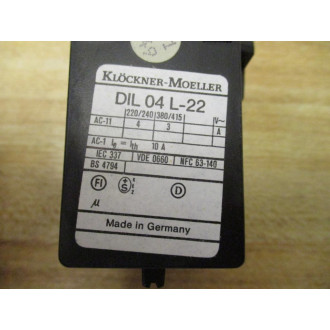 KLÖCKNER-MOELLER
DIL 04 L-22
220/240 380/415 V~
AC-11 4 3 A
AC-1 Ie = Ith 10 A
IEC 337 VDE 0660 NFC 63-140
BS 4794
FI S D
μ
Made in Germany